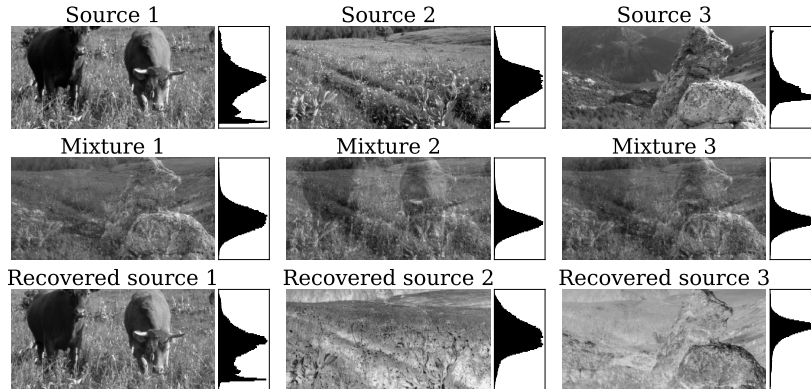 Source 1
Source 2
Source 3
Mixture 1
Mixture 2
Mixture 3
Recovered source 1
Recovered source 2
Recovered source 3